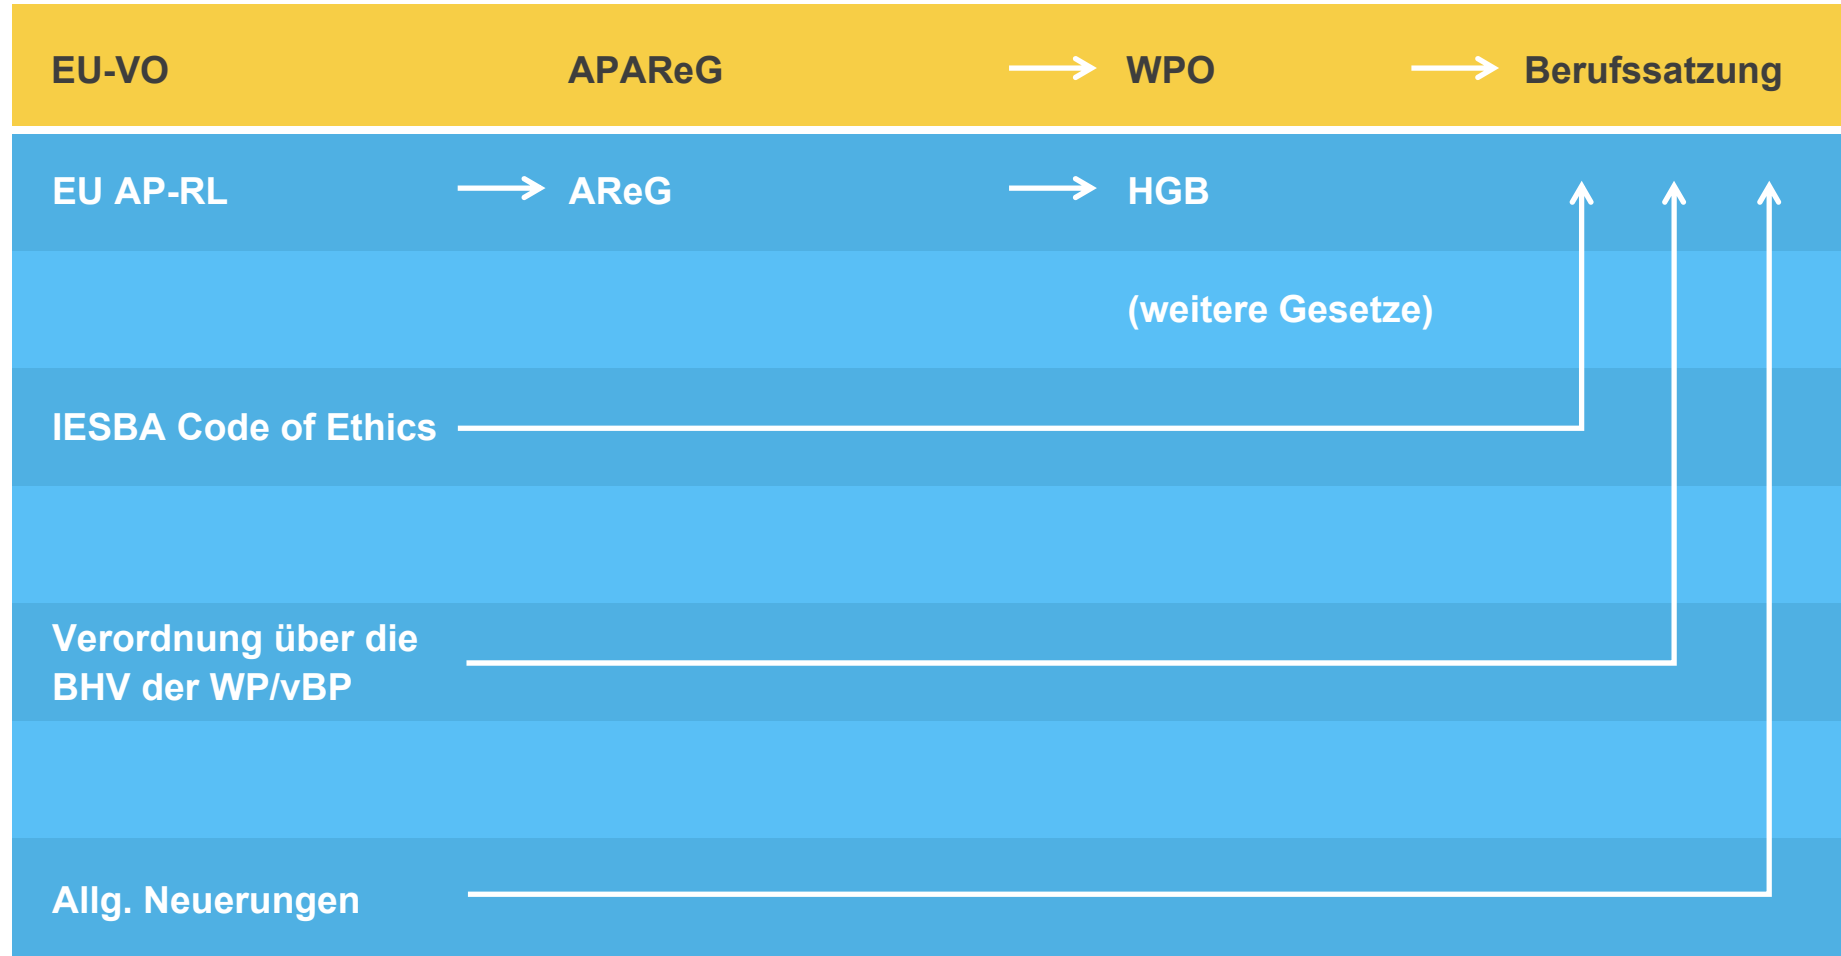 EU-VO APAReG WPO Berufssatzung
EU AP-RL AReG HGB
(weitere Gesetze)
IESBA Code of Ethics
Verordnung über die
BHV der WP/vBP
Allg. Neuerungen